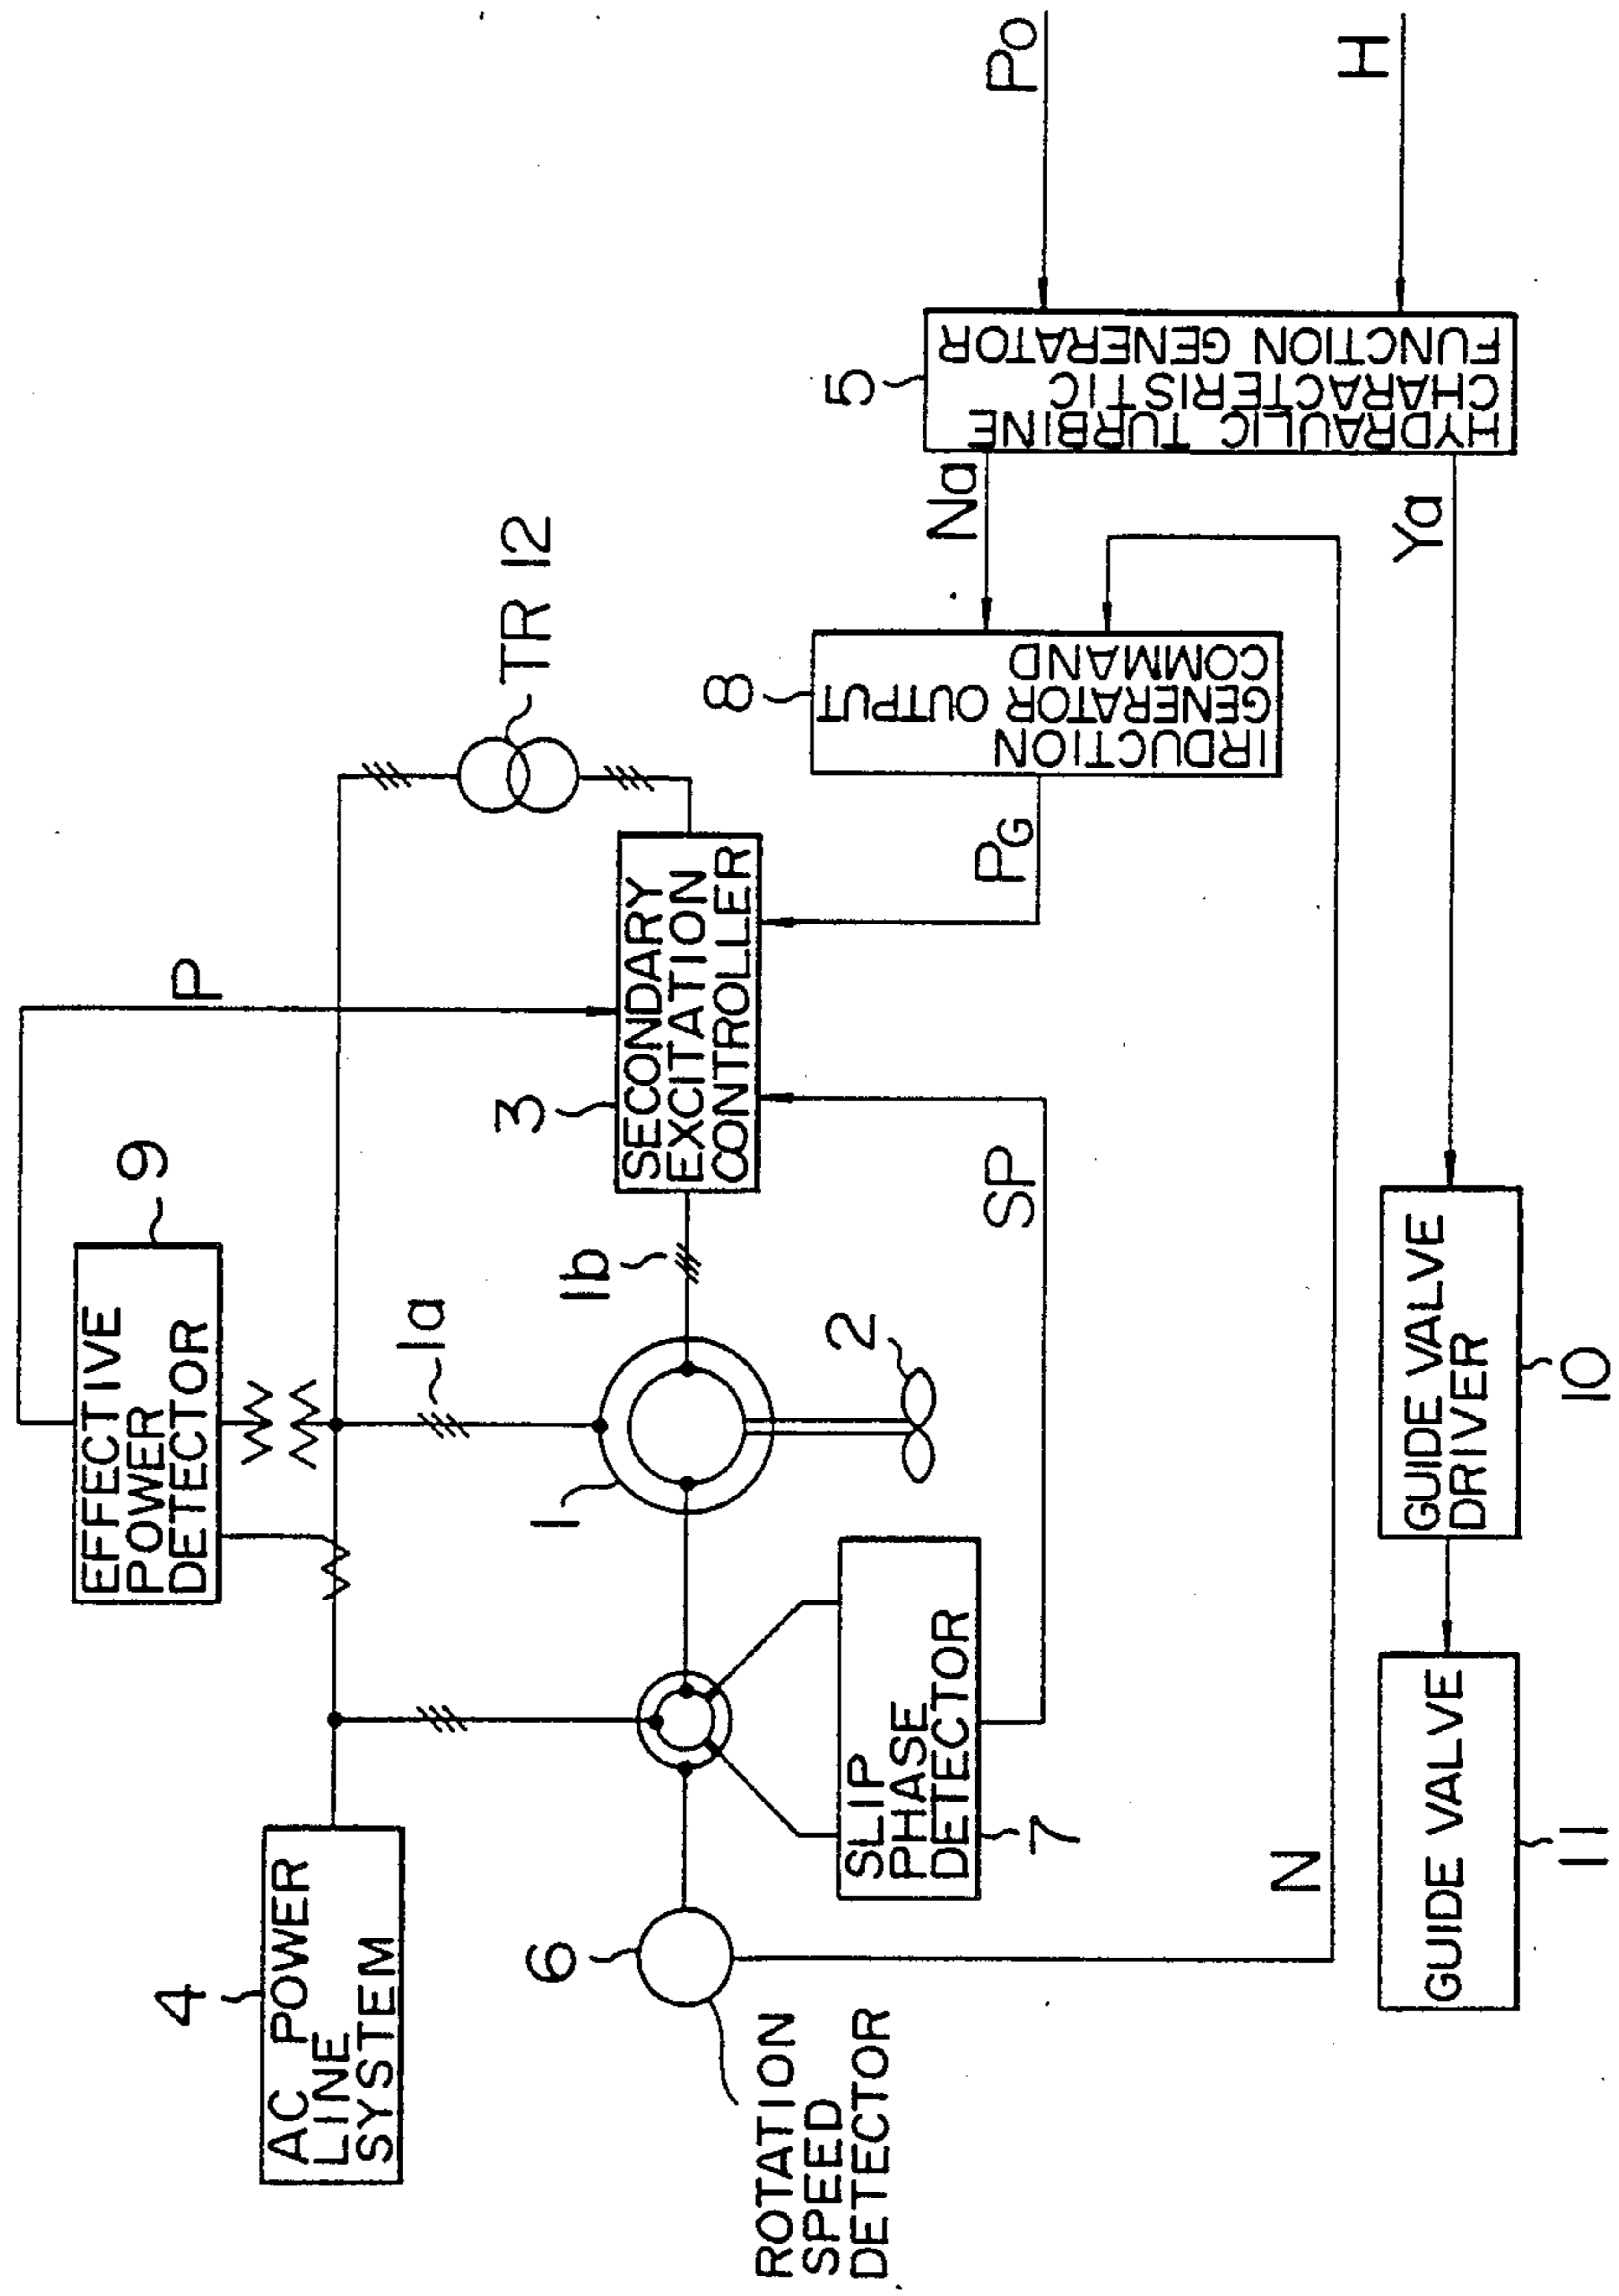 4
AC POWER
LINE
SYSTEM
9
EFFECTIVE
POWER
DETECTOR
P
1a
1
1b
2
3
SECONDARY
EXCITATION
CONTROLLER
TR 12
6
ROTATION
SPEED
DETECTOR
SLIP
PHASE
DETECTOR
7
SP
PG
8
IRDUCTION
GENERATOR OUTPUT
COMMAND
Na
5
HYDRAULIC TURBINE
CHARACTERISTIC
FUNCTION GENERATOR
Po
H
N
Ya
GUIDE VALVE
11
GUIDE VALVE
DRIVER
10